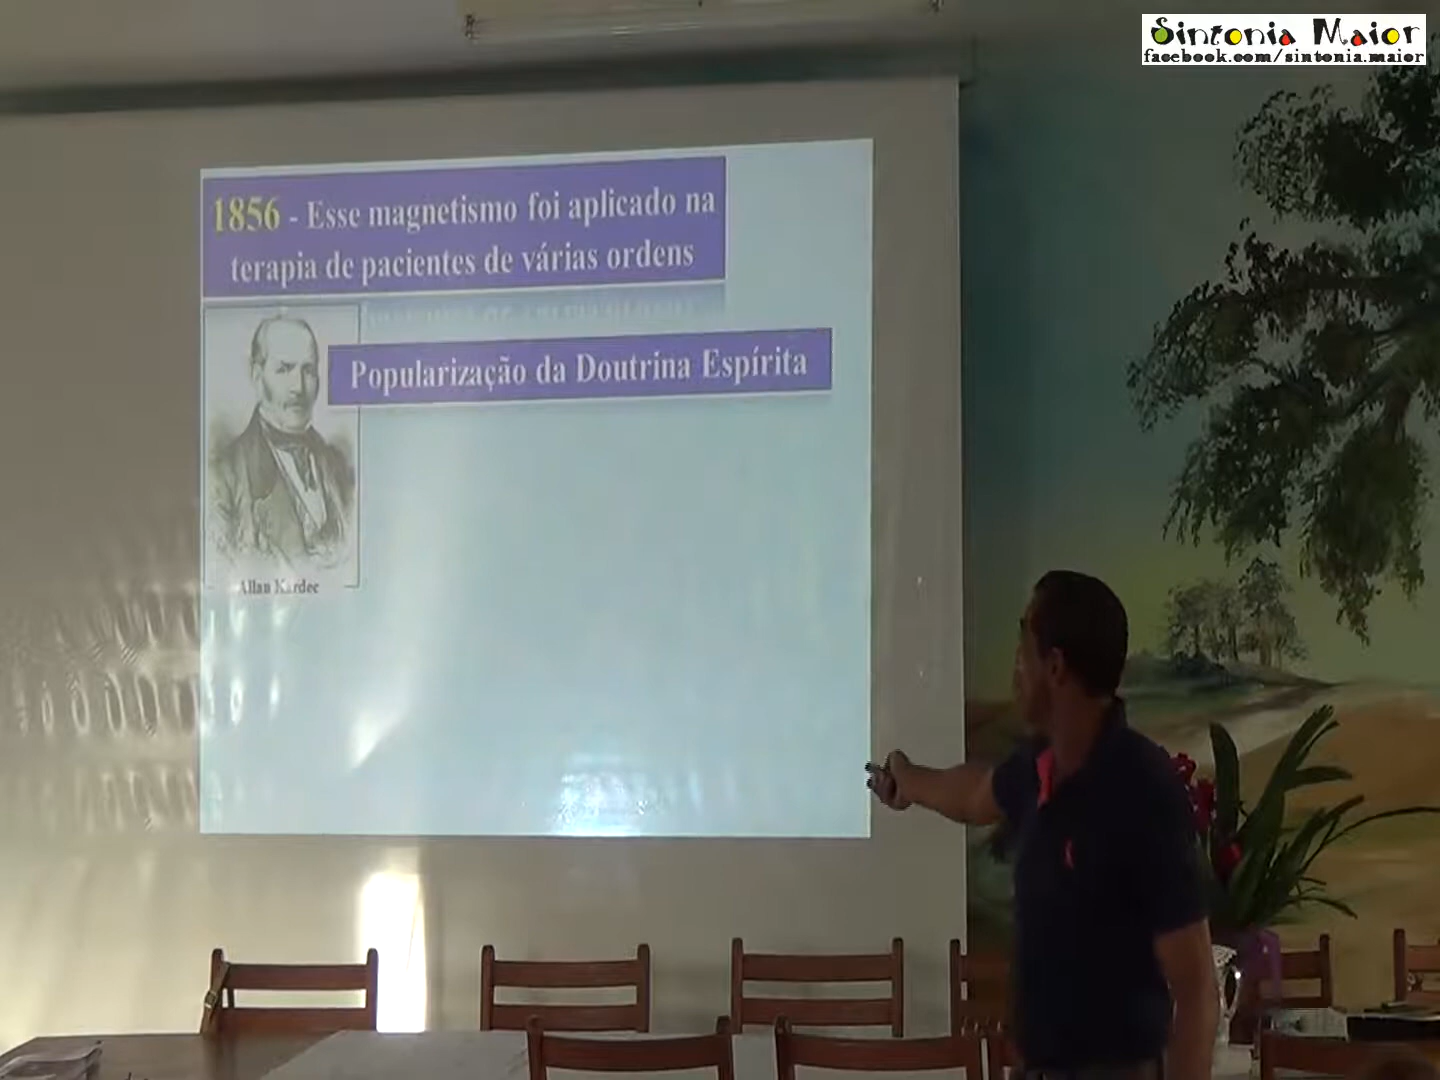 Sintonia Maior
facebook.com/sintonia.maior
1856 - Esse magnetismo foi aplicado na
terapia de pacientes de várias ordens
Popularização da Doutrina Espírita
Allan Kardec